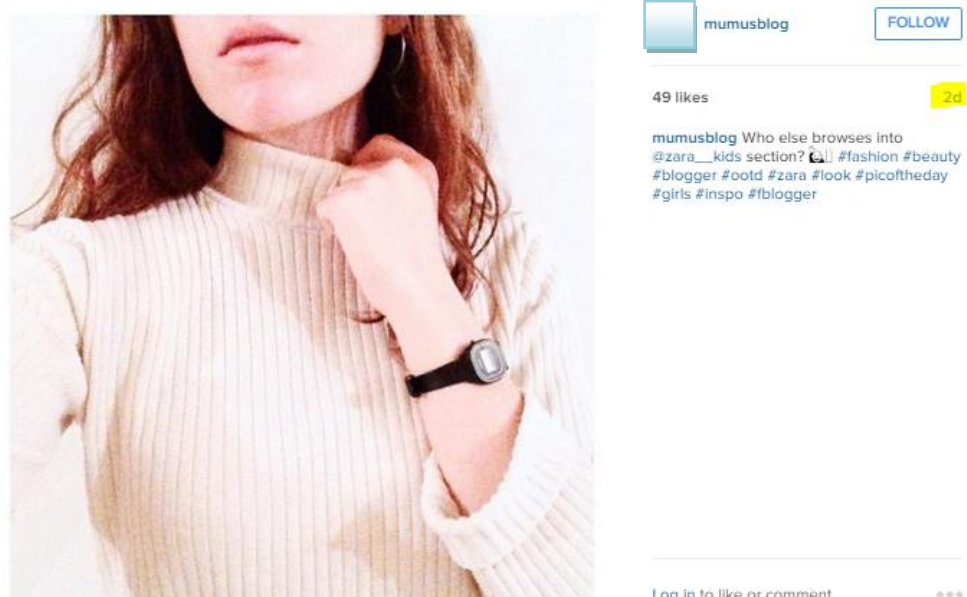 mumusblog
FOLLOW
49 likes
2d
mumusblog Who else browses into
@zara__kids section? #fashion #beauty
#blogger #ootd #zara #look #picoftheday
#girls #inspo #fblogger
Log in to like or comment